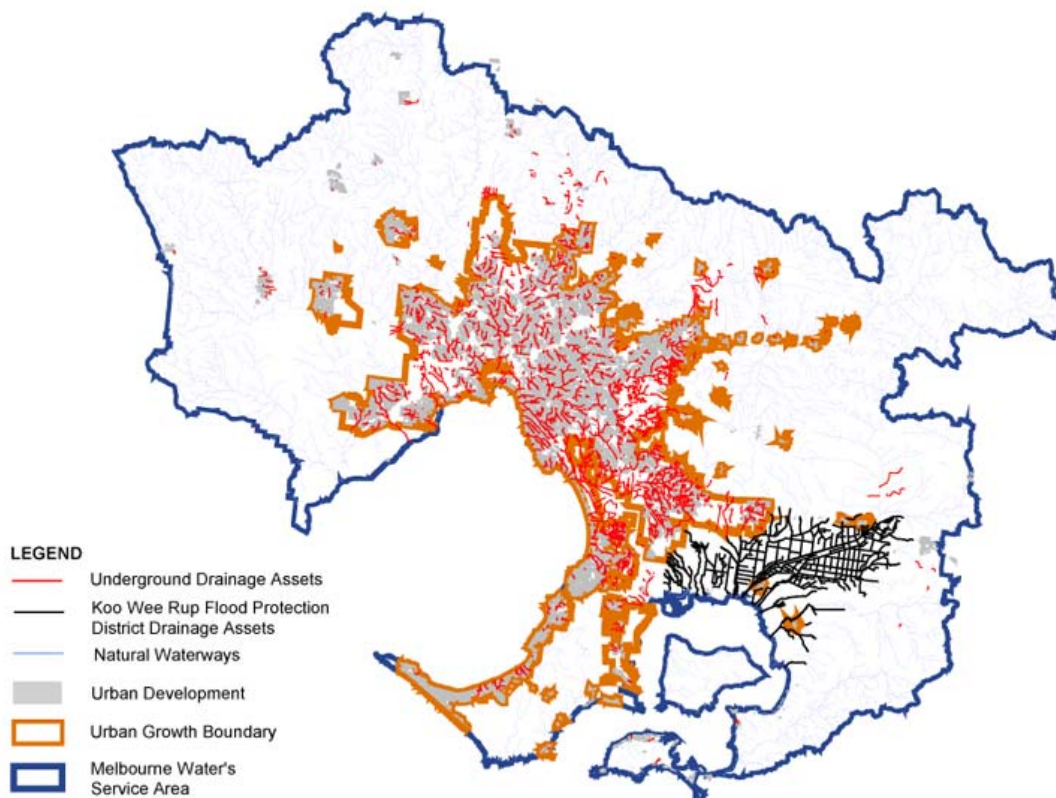 LEGEND
Underground Drainage Assets
Koo Wee Rup Flood Protection
District Drainage Assets
Natural Waterways
Urban Development
Urban Growth Boundary
Melbourne Water's
Service Area